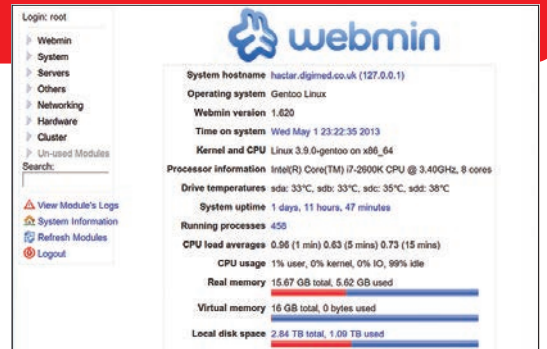 Login: root
Webmin
System
Servers
Others
Networking
Hardware
Cluster
Un-used Modules
Search:
View Module's Logs
System Information
Refresh Modules
Logout
webmin
System hostname hactar.digimed.co.uk (127.0.0.1)
Operating system Gentoo Linux
Webmin version 1.620
Time on system Wed May 1 23:22:35 2013
Kernel and CPU Linux 3.9.0-gentoo on x86_64
Processor information Intel(R) Core(TM) i7-2600K CPU @ 3.40GHz, 8 cores
Drive temperatures sda: 33°C, sdb: 33°C, sdc: 35°C, sdd: 38°C
System uptime 1 days, 11 hours, 47 minutes
Running processes 458
CPU load averages 0.96 (1 min) 0.63 (5 mins) 0.73 (15 mins)
CPU usage 1% user, 0% kernel, 0% IO, 99% idle
Real memory 15.67 GB total, 5.62 GB used
Virtual memory 16 GB total, 0 bytes used
Local disk space 2.84 TB total, 1.09 TB used